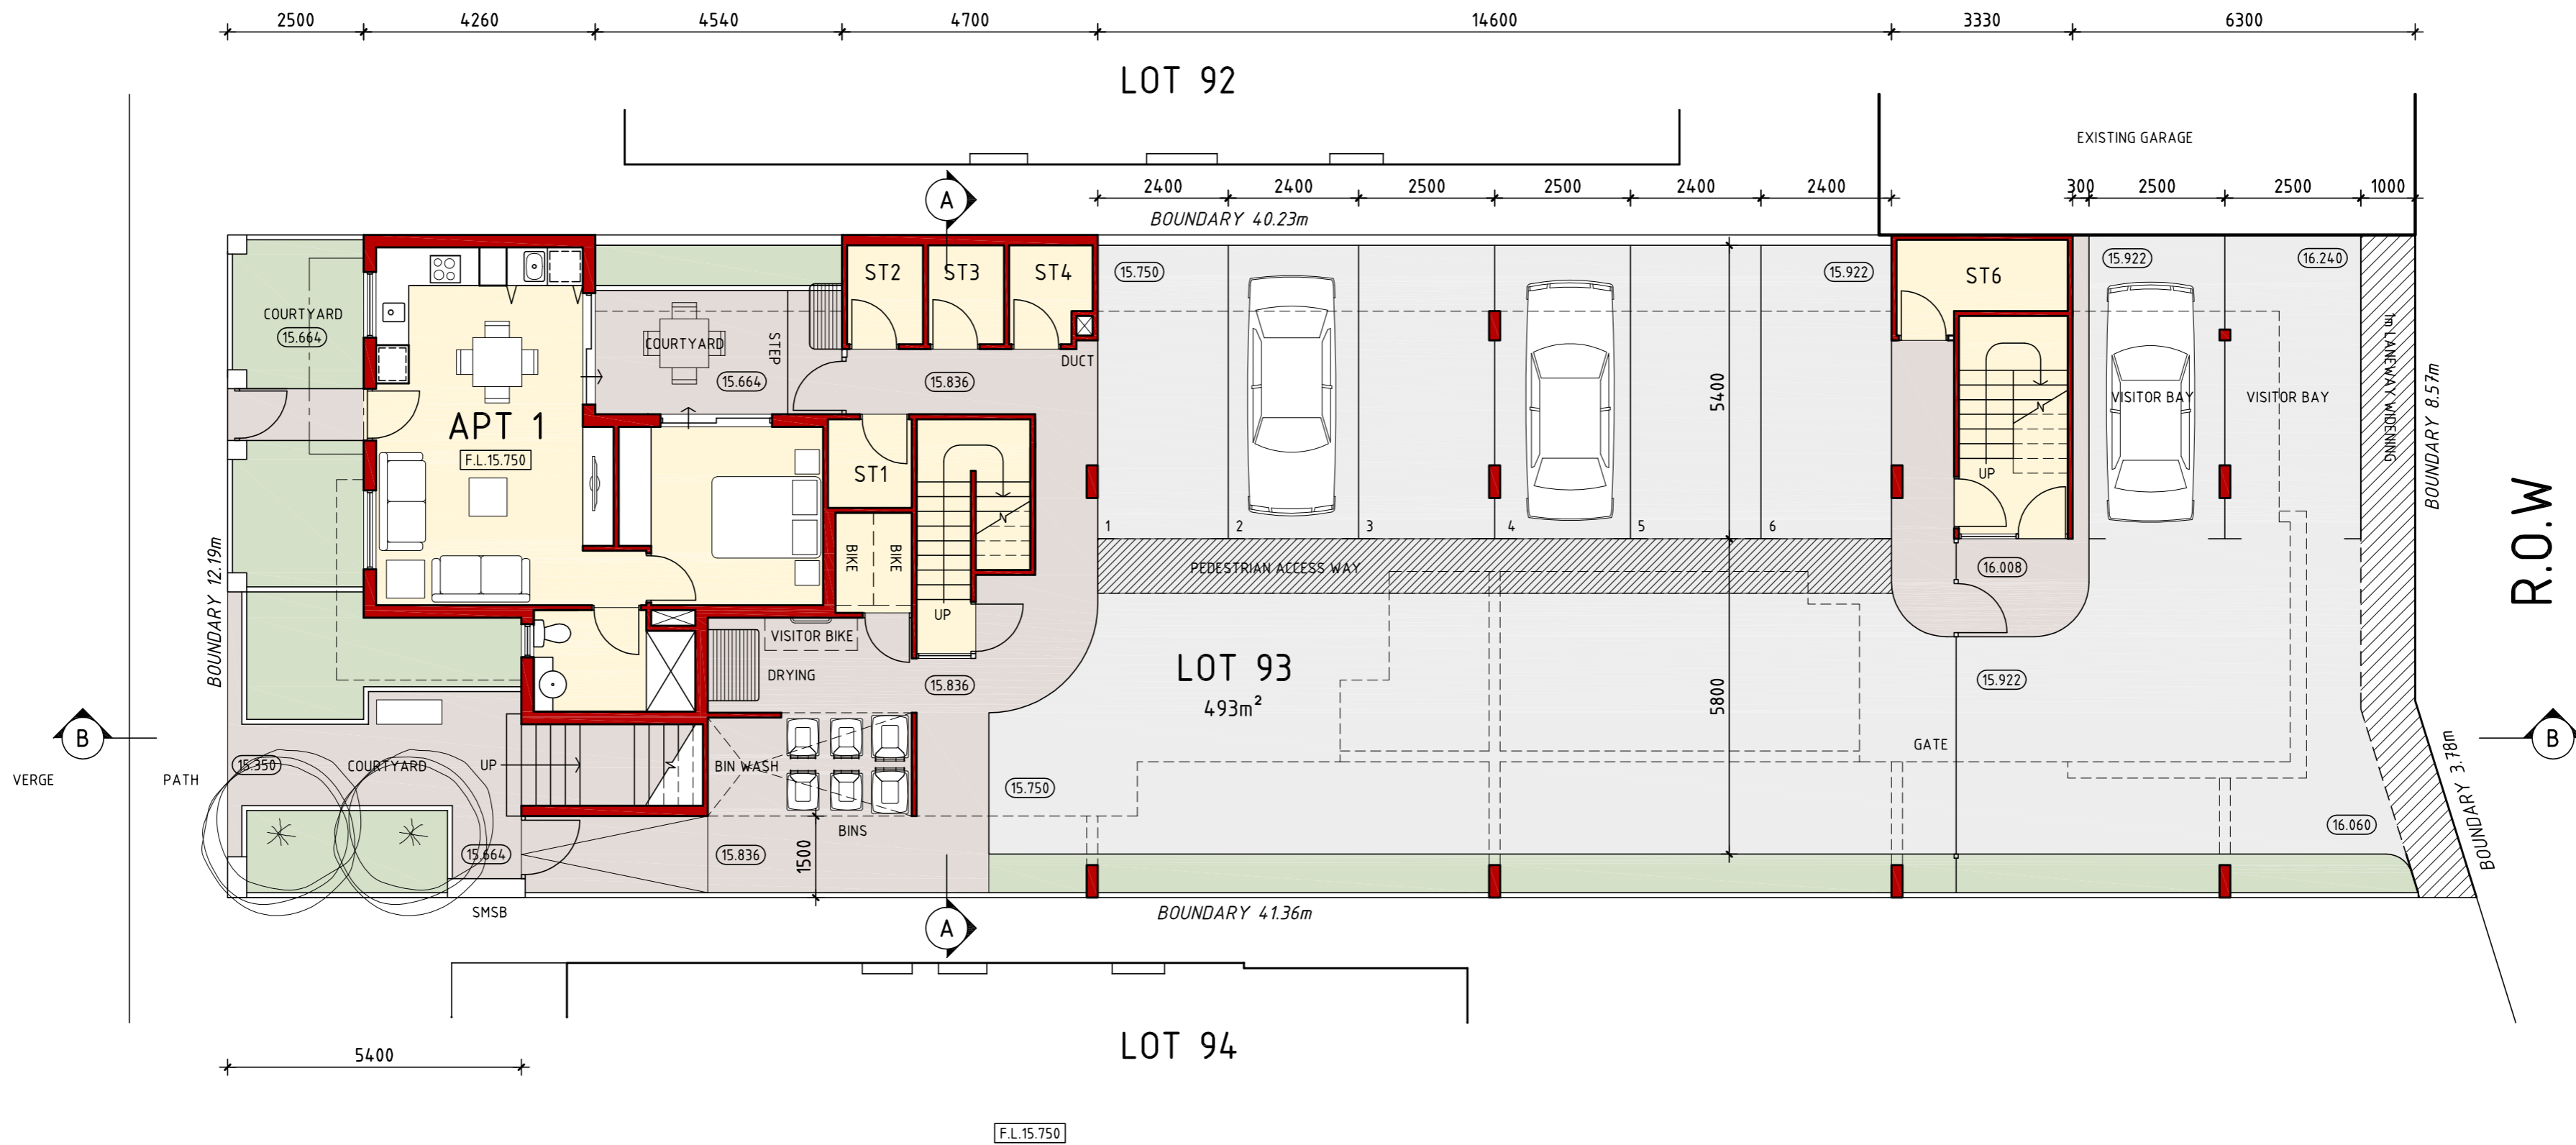 2500 4260 4540 4700 14600 3330 6300
LOT 92
EXISTING GARAGE
2400 2400 2500 2500 2400 2400 300 2500 2500 1000
A
BOUNDARY 40.23m
ST2 ST3 ST4
15.750 15.922
ST6
15.922 16.240
COURTYARD
15.664
COURTYARD
STEP
15.664
DUCT
15.836
5400
1m LANEWAY WIDENING
BOUNDARY 8.57m
VISITOR BAY VISITOR BAY
APT 1
F.L.15.750
ST1
UP
N
N
1 2 3 4 5 6
R.O.W
BIKE BIKE
PEDESTRIAN ACCESS WAY
16.008
BOUNDARY 12.19m
UP
VISITOR BIKE
DRYING
15.836
LOT 93
493m²
5800
15.922
B
VERGE
PATH
15.350
COURTYARD
UP
N
BIN WASH
15.750
GATE
BOUNDARY 3.78m
B
16.060
BINS
15.664
15.836
1500
SMSB
A
BOUNDARY 41.36m
5400
LOT 94
F.L.15.750